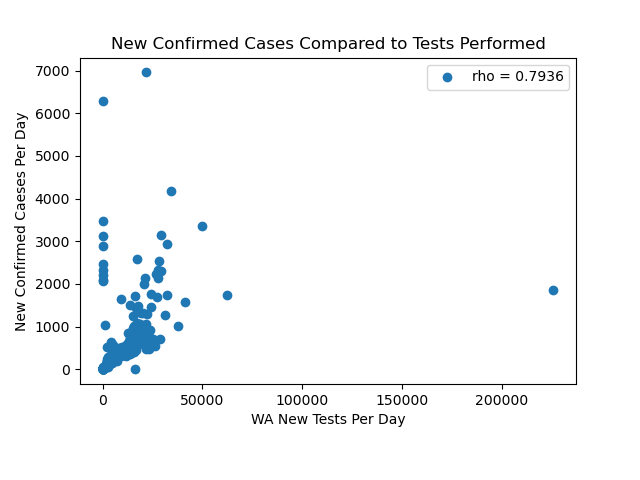 New Confirmed Cases Compared to Tests Performed
rho = 0.7936
7000
6000
5000
4000
3000
2000
1000
0
New Confirmed Caeses Per Day
0 50000 100000 150000 200000
WA New Tests Per Day